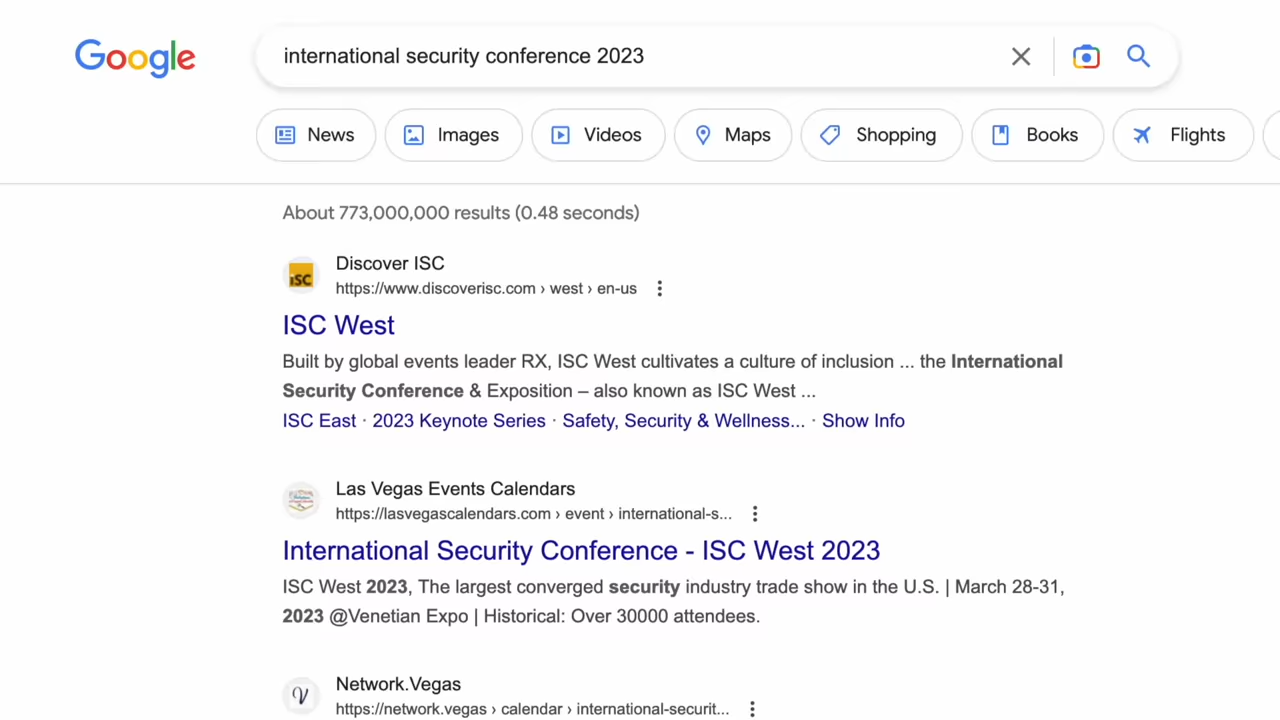 Google
international security conference 2023
News Images Videos Maps Shopping Books Flights
About 773,000,000 results (0.48 seconds)
iSC
Discover ISC
https://www.discoverisc.com › west › en-us
ISC West
Built by global events leader RX, ISC West cultivates a culture of inclusion ... the International
Security Conference & Exposition – also known as ISC West ...
ISC East · 2023 Keynote Series · Safety, Security & Wellness... · Show Info
Las Vegas Events Calendars
https://lasvegascalendars.com › event › international-s...
International Security Conference - ISC West 2023
ISC West 2023, The largest converged security industry trade show in the U.S. | March 28-31,
2023 @Venetian Expo | Historical: Over 30000 attendees.
V
Network.Vegas
https://network.vegas › calendar › international-securit...